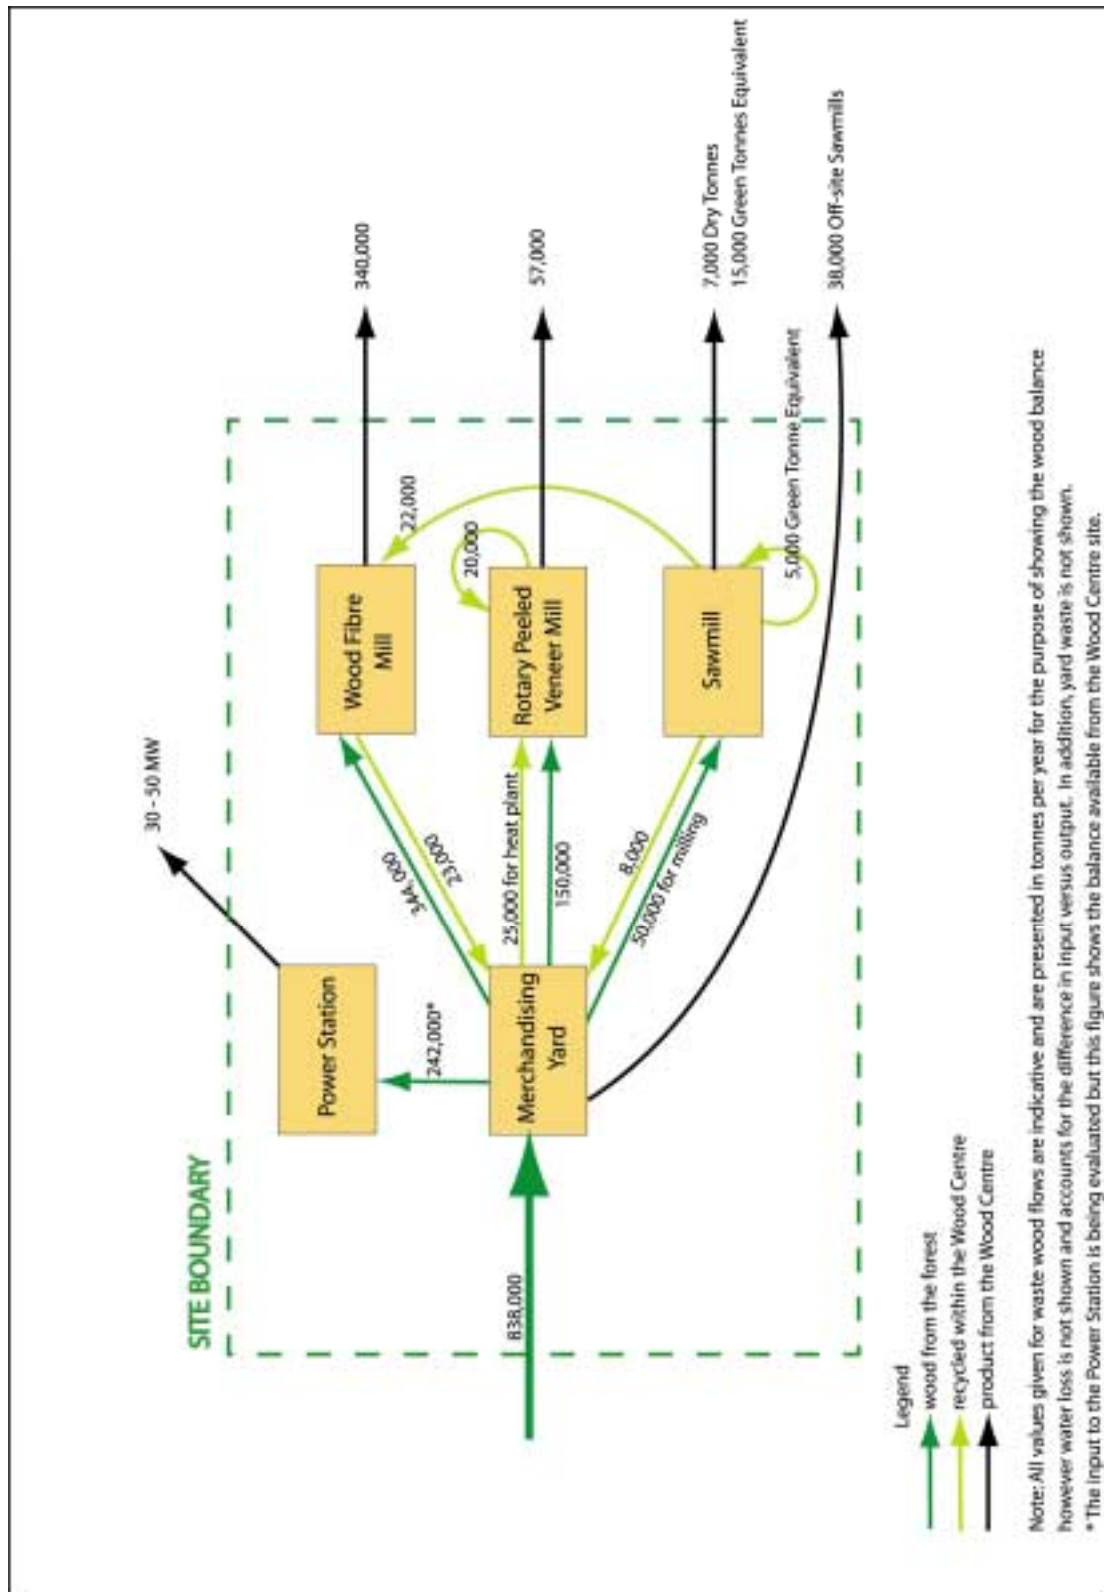 SITE BOUNDARY
30 - 50 MW
Power Station
242,000*
838,000
Merchandising
Yard
344, 000
23,000
25,000 for heat plant
150,000
8,000
50,000 for milling
Wood Fibre
Mill
22,000
340,000
Rotary Peeled
Veneer Mill
20,000
57,000
Sawmill
5,000 Green Tonne Equivalent
7,000 Dry Tonnes
15,000 Green Tonnes Equivalent
38,000 Off-site Sawmills
Legend
wood from the forest
recycled within the Wood Centre
product from the Wood Centre
Note: All values given for waste wood flows are indicative and are presented in tonnes per year for the purpose of showing the wood balance
however water loss is not shown and accounts for the difference in input versus output. In addition, yard waste is not shown.
* The input to the Power Station is being evaluated but this figure shows the balance available from the Wood Centre site.